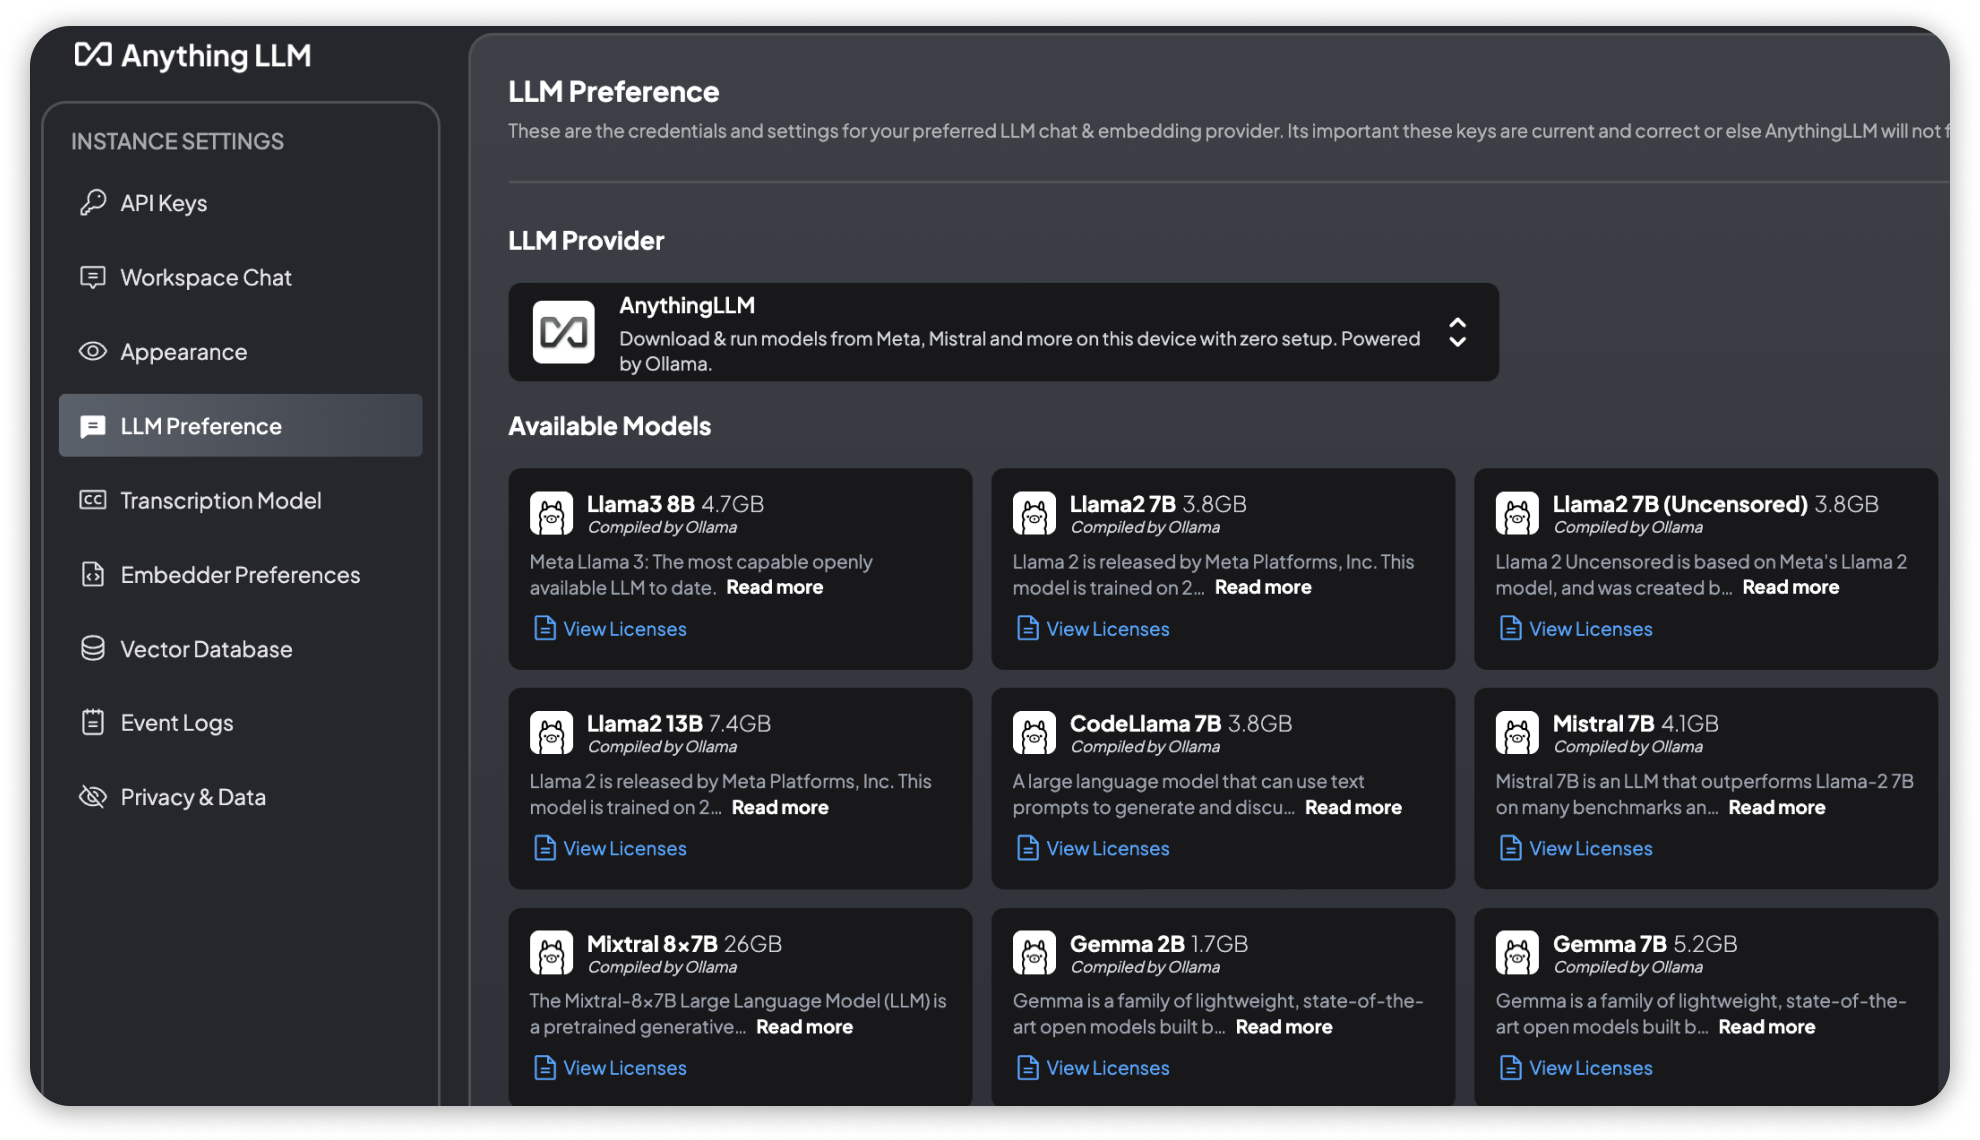 Anything LLM
INSTANCE SETTINGS
API Keys
Workspace Chat
Appearance
LLM Preference
Transcription Model
Embedder Preferences
Vector Database
Event Logs
Privacy & Data
LLM Preference
These are the credentials and settings for your preferred LLM chat & embedding provider. Its important these keys are current and correct or else AnythingLLM will not f
LLM Provider
AnythingLLM
Download & run models from Meta, Mistral and more on this device with zero setup. Powered
by Ollama.
Available Models
Llama3 8B 4.7GB
Compiled by Ollama
Meta Llama 3: The most capable openly
available LLM to date. Read more
View Licenses
Llama2 7B 3.8GB
Compiled by Ollama
Llama 2 is released by Meta Platforms, Inc. This
model is trained on 2... Read more
View Licenses
Llama2 7B (Uncensored) 3.8GB
Compiled by Ollama
Llama 2 Uncensored is based on Meta's Llama 2
model, and was created b... Read more
View Licenses
Llama2 13B 7.4GB
Compiled by Ollama
Llama 2 is released by Meta Platforms, Inc. This
model is trained on 2... Read more
View Licenses
CodeLlama 7B 3.8GB
Compiled by Ollama
A large language model that can use text
prompts to generate and discu... Read more
View Licenses
Mistral 7B 4.1GB
Compiled by Ollama
Mistral 7B is an LLM that outperforms Llama-2 7B
on many benchmarks an... Read more
View Licenses
Mixtral 8x7B 26GB
Compiled by Ollama
The Mixtral-8x7B Large Language Model (LLM) is
a pretrained generative... Read more
View Licenses
Gemma 2B 1.7GB
Compiled by Ollama
Gemma is a family of lightweight, state-of-the-
art open models built b... Read more
View Licenses
Gemma 7B 5.2GB
Compiled by Ollama
Gemma is a family of lightweight, state-of-the-
art open models built b... Read more
View Licenses